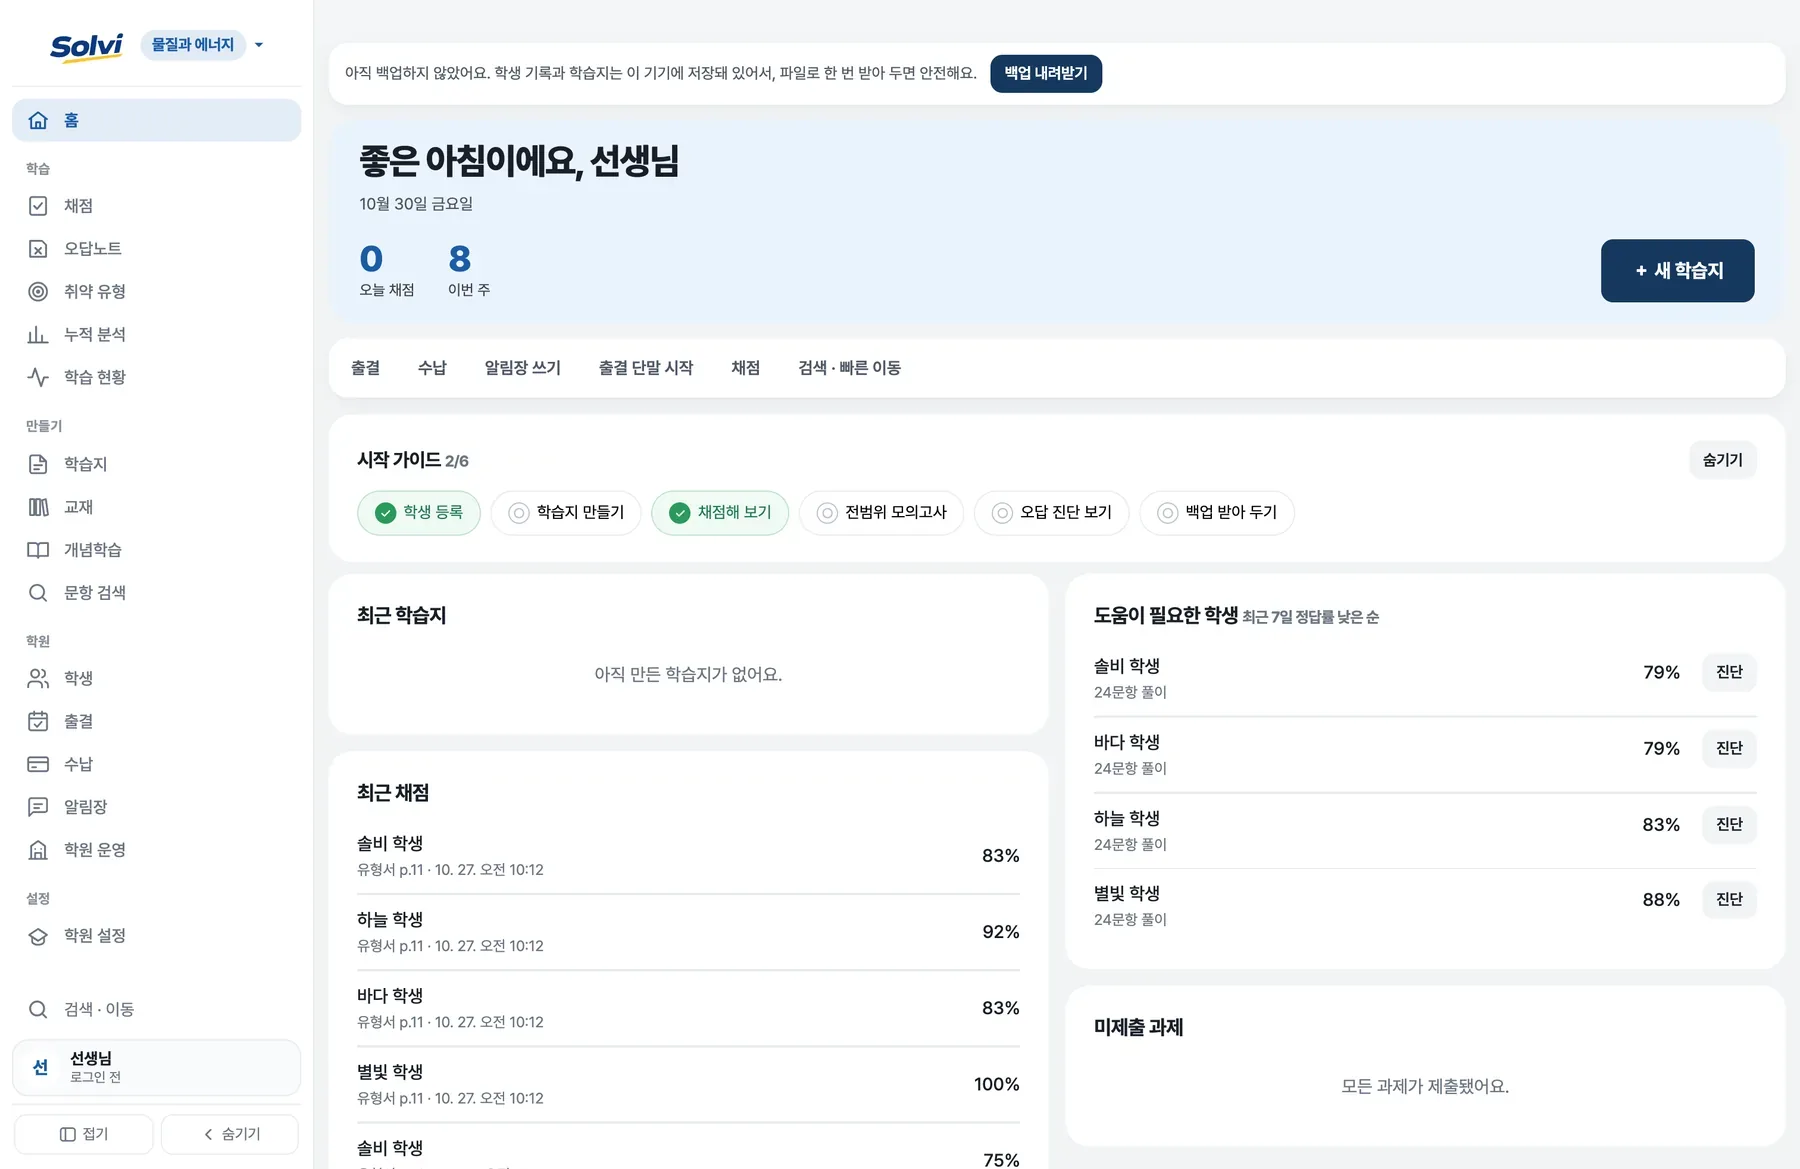 Solvi
물질과 에너지
홈
학습
채점
오답노트
취약 유형
누적 분석
학습 현황
만들기
학습지
교재
개념학습
문항 검색
학원
학생
출결
수납
알림장
학원 운영
설정
학원 설정
검색 · 이동
선
선생님
로그인 전
접기
숨기기
아직 백업하지 않았어요. 학생 기록과 학습지는 이 기기에 저장돼 있어서, 파일로 한 번 받아 두면 안전해요.
백업 내려받기
좋은 아침이에요, 선생님
10월 30일 금요일
0 8
오늘 채점 이번 주
+ 새 학습지
출결 수납 알림장 쓰기 출결 단말 시작 채점 검색 · 빠른 이동
시작 가이드 2/6
숨기기
학생 등록 학습지 만들기 채점해 보기 전범위 모의고사 오답 진단 보기 백업 받아 두기
최근 학습지
아직 만든 학습지가 없어요.
최근 채점
솔비 학생
유형서 p.11 · 10. 27. 오전 10:12
83%
하늘 학생
유형서 p.11 · 10. 27. 오전 10:12
92%
바다 학생
유형서 p.11 · 10. 27. 오전 10:12
83%
별빛 학생
유형서 p.11 · 10. 27. 오전 10:12
100%
솔비 학생
75%
도움이 필요한 학생 최근 7일 정답률 낮은 순
솔비 학생
24문항 풀이
79%
진단
바다 학생
24문항 풀이
79%
진단
하늘 학생
24문항 풀이
83%
진단
별빛 학생
24문항 풀이
88%
진단
미제출 과제
모든 과제가 제출됐어요.